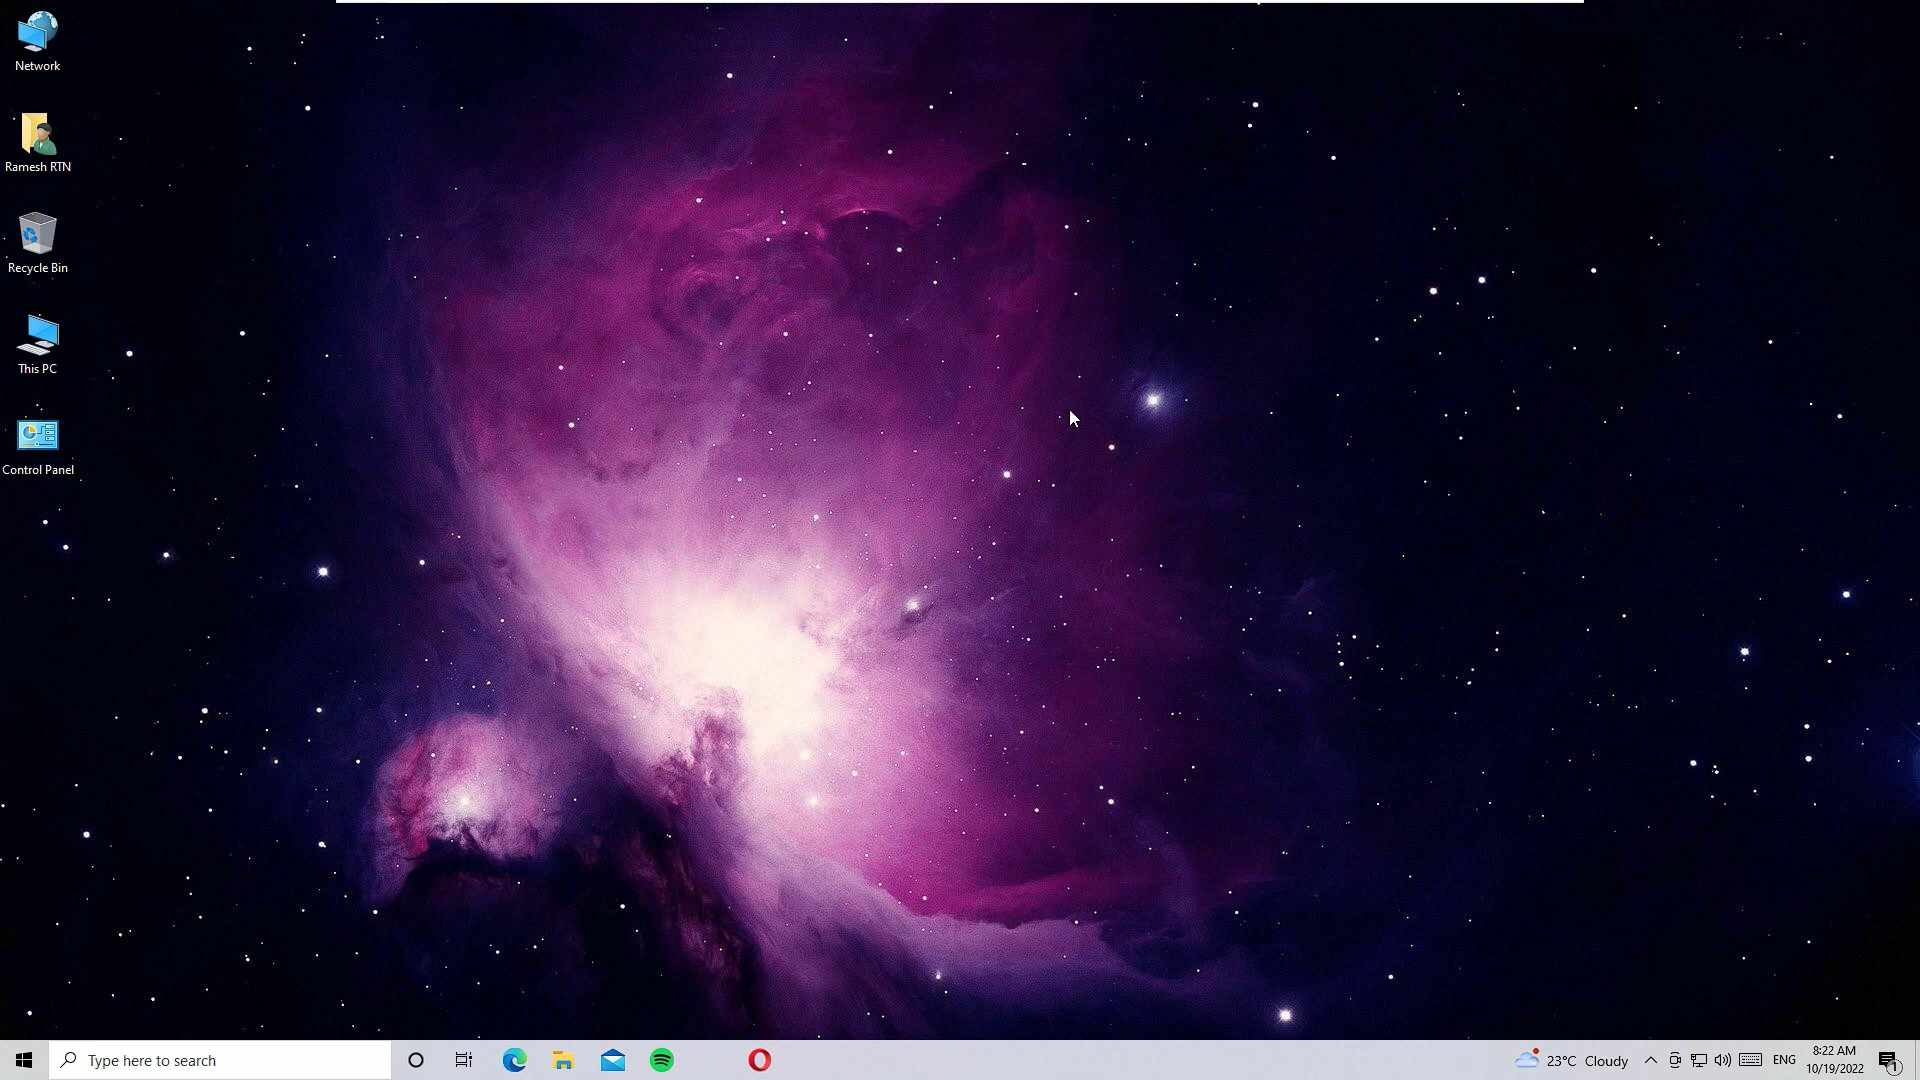 Network
Ramesh RTN
Recycle Bin
This PC
Control Panel
Type here to search
23°C Cloudy
ENG
8:22 AM
10/19/2022
1